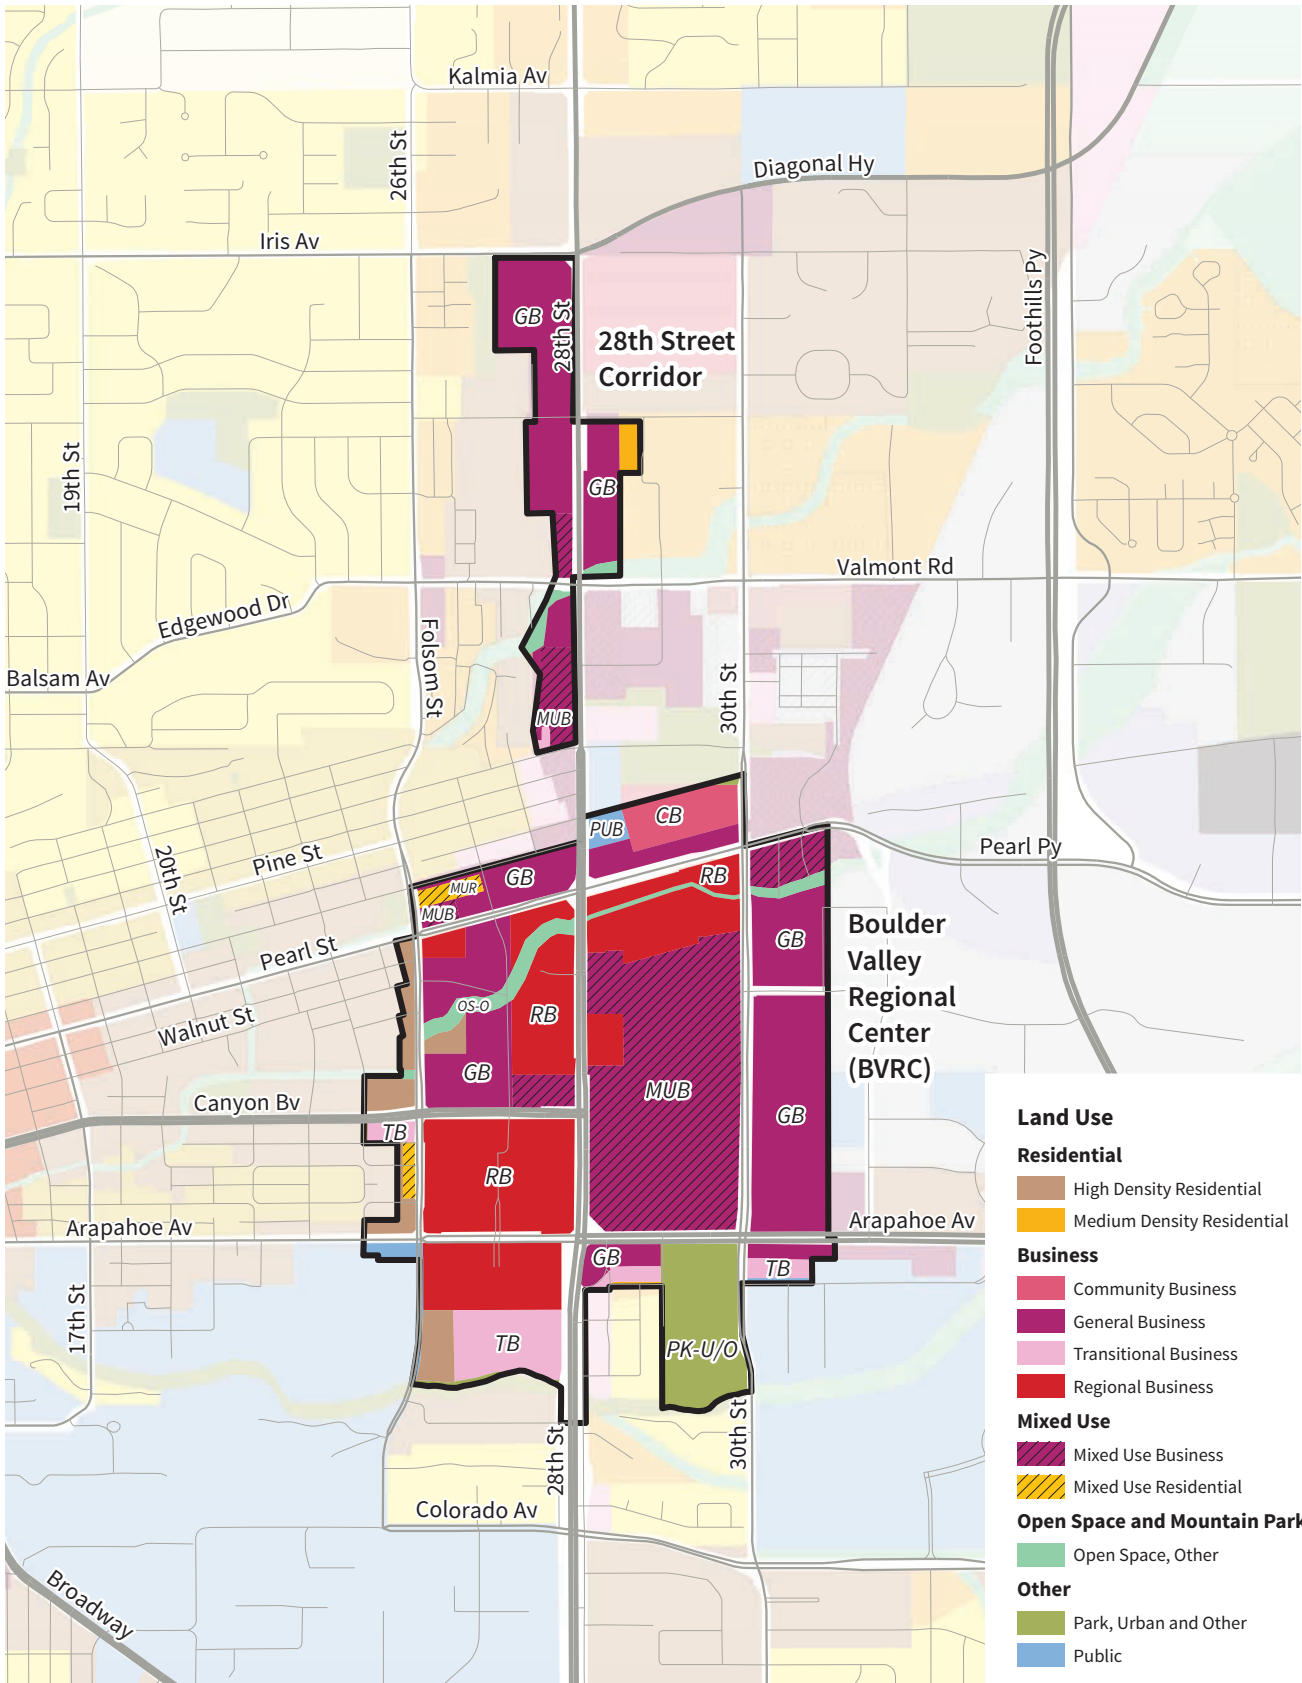 Kalmia Av
26th St
Diagonal Hy
Iris Av
Foothills Py
GB
28th St
28th Street
Corridor
19th St
GB
Valmont Rd
Edgewood Dr
Folsom St
Balsam Av
30th St
MUB
CB
PUB
Pearl Py
Pine St
20th St
GB
RB
MUR
MUB
Pearl St
GB
Boulder
Valley
Regional
Center
(BVRC)
OS-O
RB
Walnut St
GB
MUB
GB
Canyon Bv
TB
RB
Arapahoe Av
Arapahoe Av
GB
TB
17th St
TB
PK-U/O
28th St
30th St
Colorado Av
Broadway
Land Use
Residential
High Density Residential
Medium Density Residential
Business
Community Business
General Business
Transitional Business
Regional Business
Mixed Use
Mixed Use Business
Mixed Use Residential
Open Space and Mountain Park
Open Space, Other
Other
Park, Urban and Other
Public